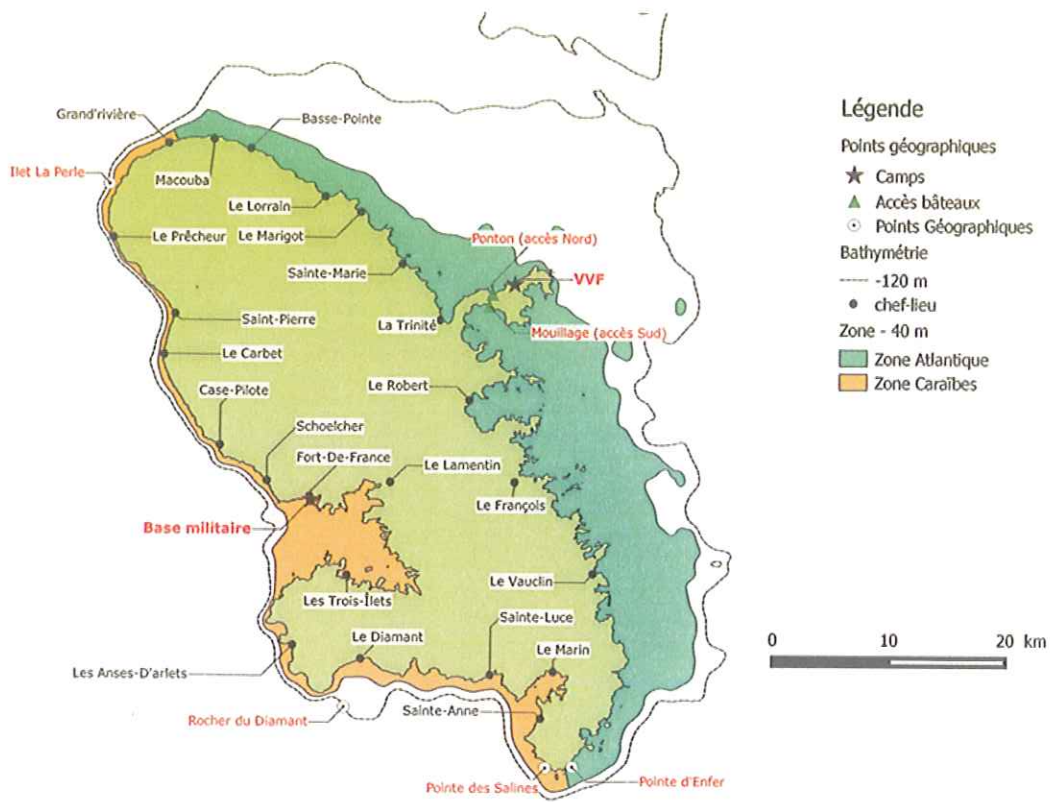 Grand'rivière
Basse-Pointe
Ilet La Perle
Macouba
Le Lorrain
Le Prêcheur
Le Marigot
Ponton (accès Nord)
Sainte-Marie
VVF
Saint-Pierre
La Trinité
Mouillage (accès Sud)
Le Carbet
Case-Pilote
Le Robert
Schoelcher
Fort-De-France
Le Lamentin
Le François
Base militaire
Le Vauclin
Les Trois-Îlets
Sainte-Luce
Le Diamant
Le Marin
Les Anses-D'arlets
Rocher du Diamant
Sainte-Anne
Pointe des Salines
Pointe d'Enfer
Légende
Points géographiques
Camps
Accès bâteaux
Points Géographiques
Bathymétrie
-120 m
chef-lieu
Zone - 40 m
Zone Atlantique
Zone Caraïbes
0 10 20 km